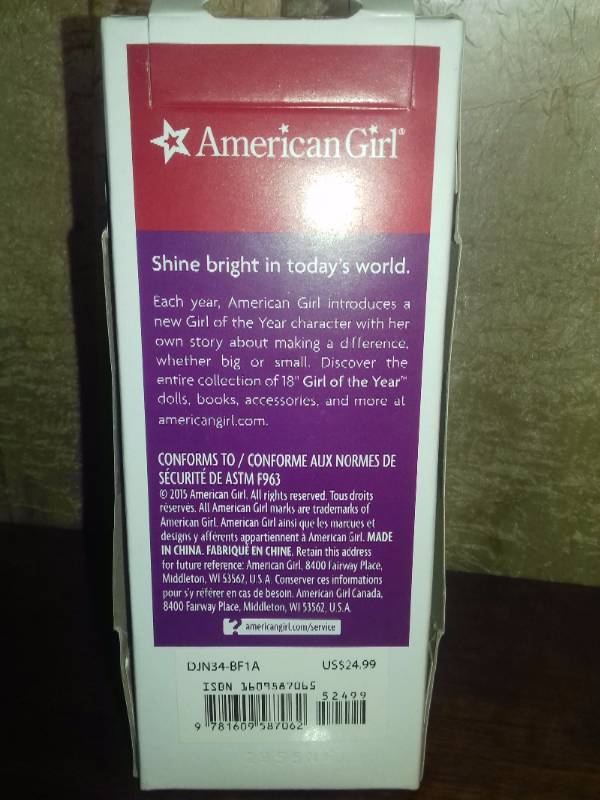 American Girl®
Shine bright in today's world.
Each year, American Girl introduces a
new Girl of the Year character with her
own story about making a difference,
whether big or small. Discover the
entire collection of 18" Girl of the Year™
dolls, books, accessories, and more at
americangirl.com.
CONFORMS TO / CONFORME AUX NORMES DE
SÉCURITÉ DE ASTM F963
© 2015 American Girl. All rights reserved. Tous droits
réservés. All American Girl marks are trademarks of
American Girl. American Girl ainsi que les marques et
designs y afférents appartiennent à American Girl. MADE
IN CHINA. FABRIQUÉ EN CHINE. Retain this address
for future reference: American Girl, 8400 Fairway Place,
Middleton, WI 53562, U.S.A. Conserver ces informations
pour s'y référer en cas de besoin. American Girl Canada,
8400 Fairway Place, Middleton, WI 53562, U.S.A.
? americangirl.com/service
DJN34-BF1A US$24.99
ISBN 1609587065
52499
9 781609 587062